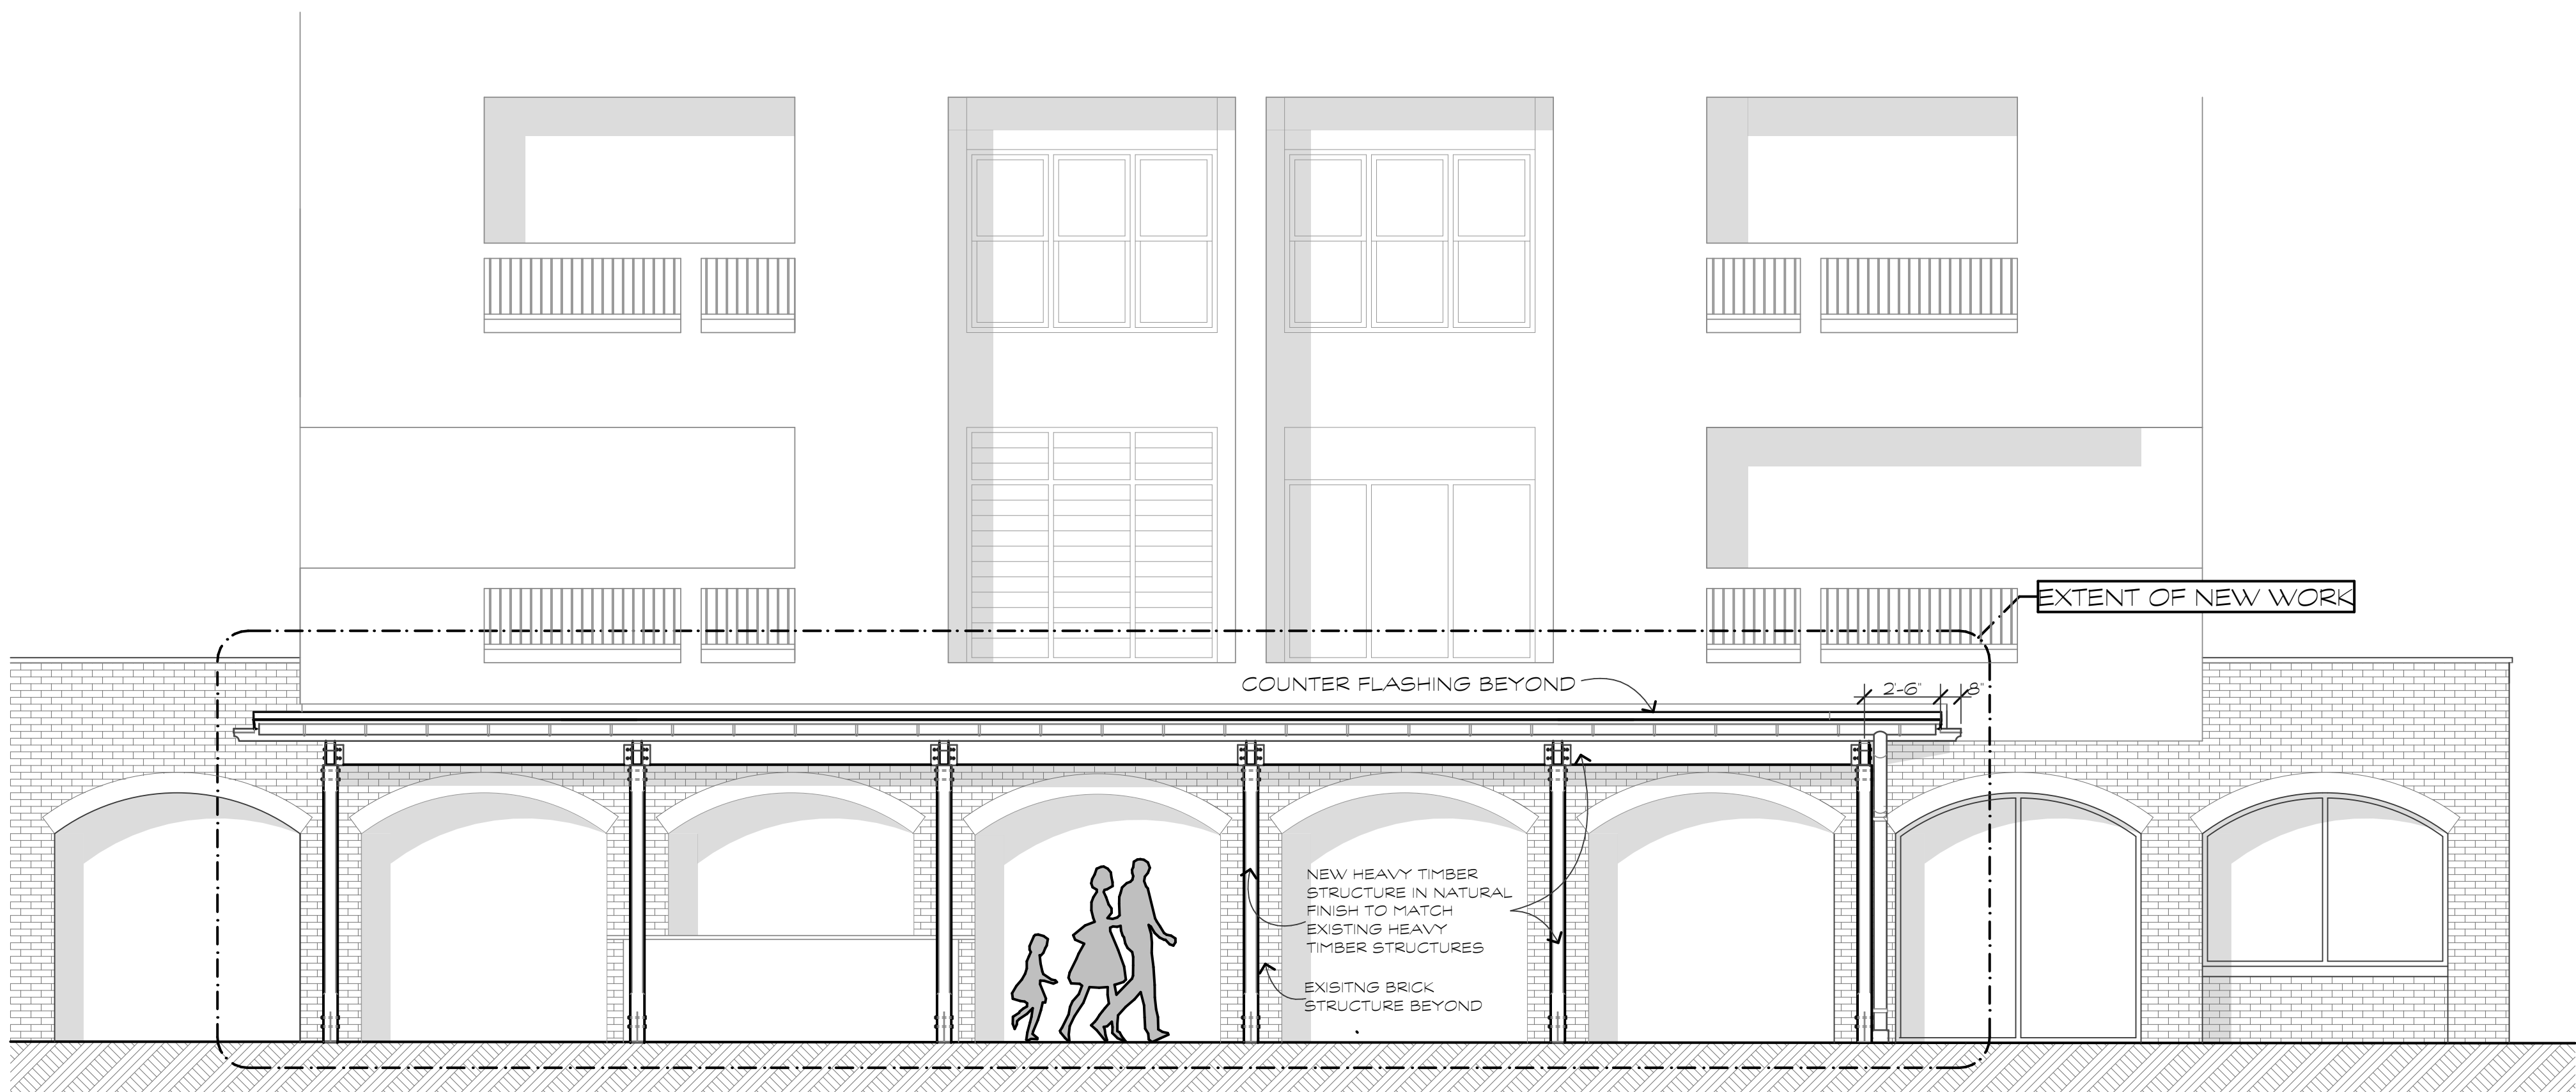 EXTENT OF NEW WORK
COUNTER FLASHING BEYOND
2'-6"
8"
NEW HEAVY TIMBER
STRUCTURE IN NATURAL
FINISH TO MATCH
EXISTING HEAVY
TIMBER STRUCTURES
EXISITNG BRICK
STRUCTURE BEYOND